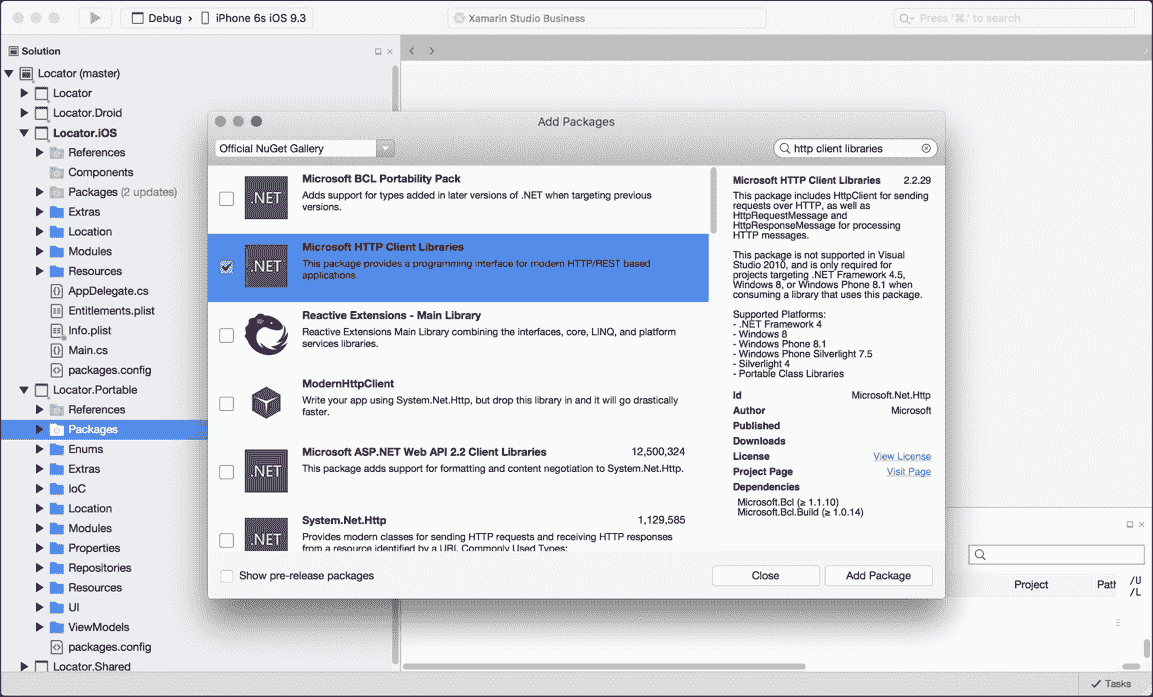 Debug
iPhone 6s iOS 9.3
Xamarin Studio Business
Press '⌘.' to search
Solution
Locator (master)
Locator
Locator.Droid
Locator.iOS
References
Components
Packages (2 updates)
Extras
Location
Modules
Resources
AppDelegate.cs
Entitlements.plist
Info.plist
Main.cs
packages.config
Locator.Portable
References
Packages
Enums
Extras
IoC
Location
Modules
Properties
Repositories
Resources
UI
ViewModels
packages.config
Locator.Shared
Add Packages
Official NuGet Gallery
http client libraries
.NET
Microsoft BCL Portability Pack
Adds support for types added in later versions of .NET when targeting previous
versions.
.NET
Microsoft HTTP Client Libraries
This package provides a programming interface for modern HTTP/REST based
applications.
Reactive Extensions - Main Library
Reactive Extensions Main Library combining the interfaces, core, LINQ, and platform
services libraries.
ModernHttpClient
Write your app using System.Net.Http, but drop this library in and it will go drastically
faster.
.NET
Microsoft ASP.NET Web API 2.2 Client Libraries 12,500,324
This package adds support for formatting and content negotiation to System.Net.Http.
.NET
System.Net.Http 1,129,585
Provides modern classes for sending HTTP requests and receiving HTTP responses
from a resource identified by a URI. Commonly Used Types:
Microsoft HTTP Client Libraries 2.2.29
This package includes HttpClient for sending
requests over HTTP, as well as
HttpRequestMessage and
HttpResponseMessage for processing
HTTP messages.
This package is not supported in Visual
Studio 2010, and is only required for
projects targeting .NET Framework 4.5,
Windows 8, or Windows Phone 8.1 when
consuming a library that uses this package.
Supported Platforms:
- .NET Framework 4
- Windows 8
- Windows Phone 8.1
- Windows Phone Silverlight 7.5
- Silverlight 4
- Portable Class Libraries
Id Microsoft.Net.Http
Author Microsoft
Published
Downloads
License View License
Project Page Visit Page
Dependencies
Microsoft.Bcl (≥ 1.1.10)
Microsoft.Bcl.Build (≥ 1.0.14)
Show pre-release packages
Close
Add Package
Project
Path
/U
/L
Tasks